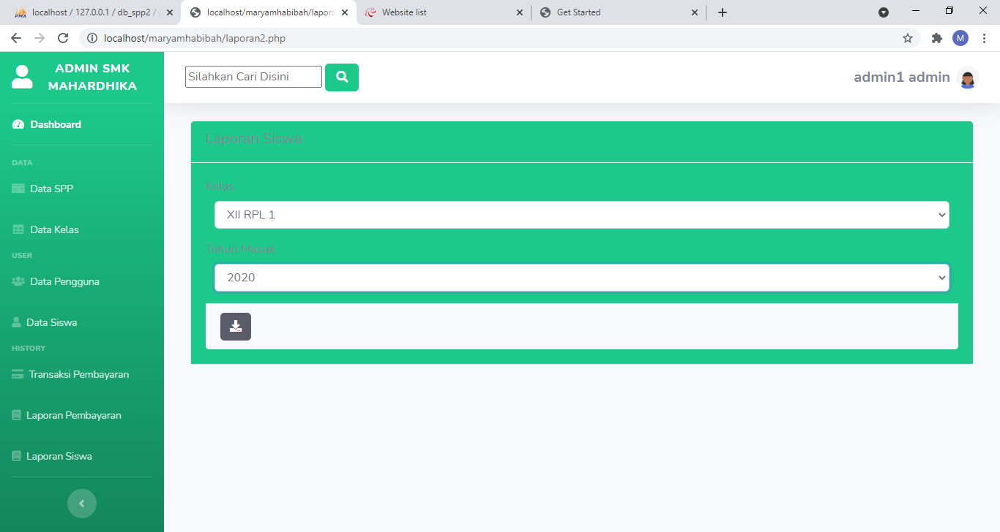 localhost / 127.0.0.1 / db_spp2 /
localhost/maryamhabibah/lapora
Website list
Get Started
localhost/maryamhabibah/laporan2.php
M
ADMIN SMK
MAHARDHIKA
Silahkan Cari Disini
admin1 admin
Dashboard
DATA
Data SPP
Data Kelas
USER
Data Pengguna
Data Siswa
HISTORY
Transaksi Pembayaran
Laporan Pembayaran
Laporan Siswa
Laporan Siswa
Kelas
XII RPL 1
Tahun Masuk
2020